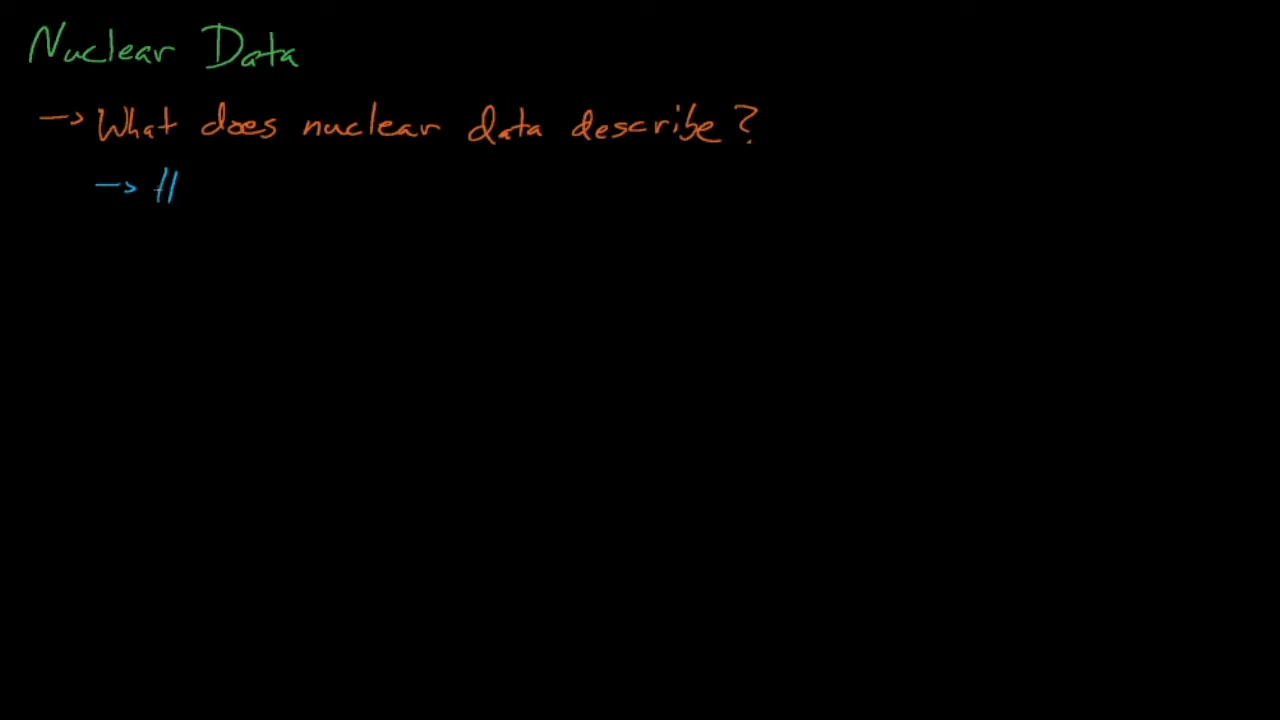 Nuclear Data
→ What does nuclear data describe?
→